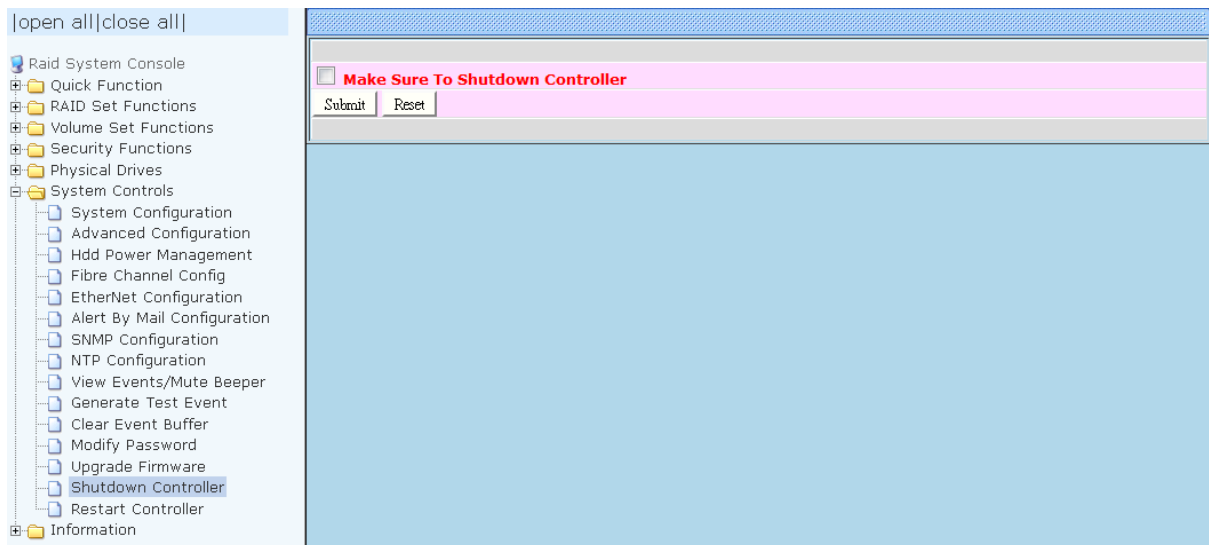 |open all|close all|
Raid System Console
Quick Function
RAID Set Functions
Volume Set Functions
Security Functions
Physical Drives
System Controls
System Configuration
Advanced Configuration
Hdd Power Management
Fibre Channel Config
EtherNet Configuration
Alert By Mail Configuration
SNMP Configuration
NTP Configuration
View Events/Mute Beeper
Generate Test Event
Clear Event Buffer
Modify Password
Upgrade Firmware
Shutdown Controller
Restart Controller
Information
Make Sure To Shutdown Controller
Submit Reset